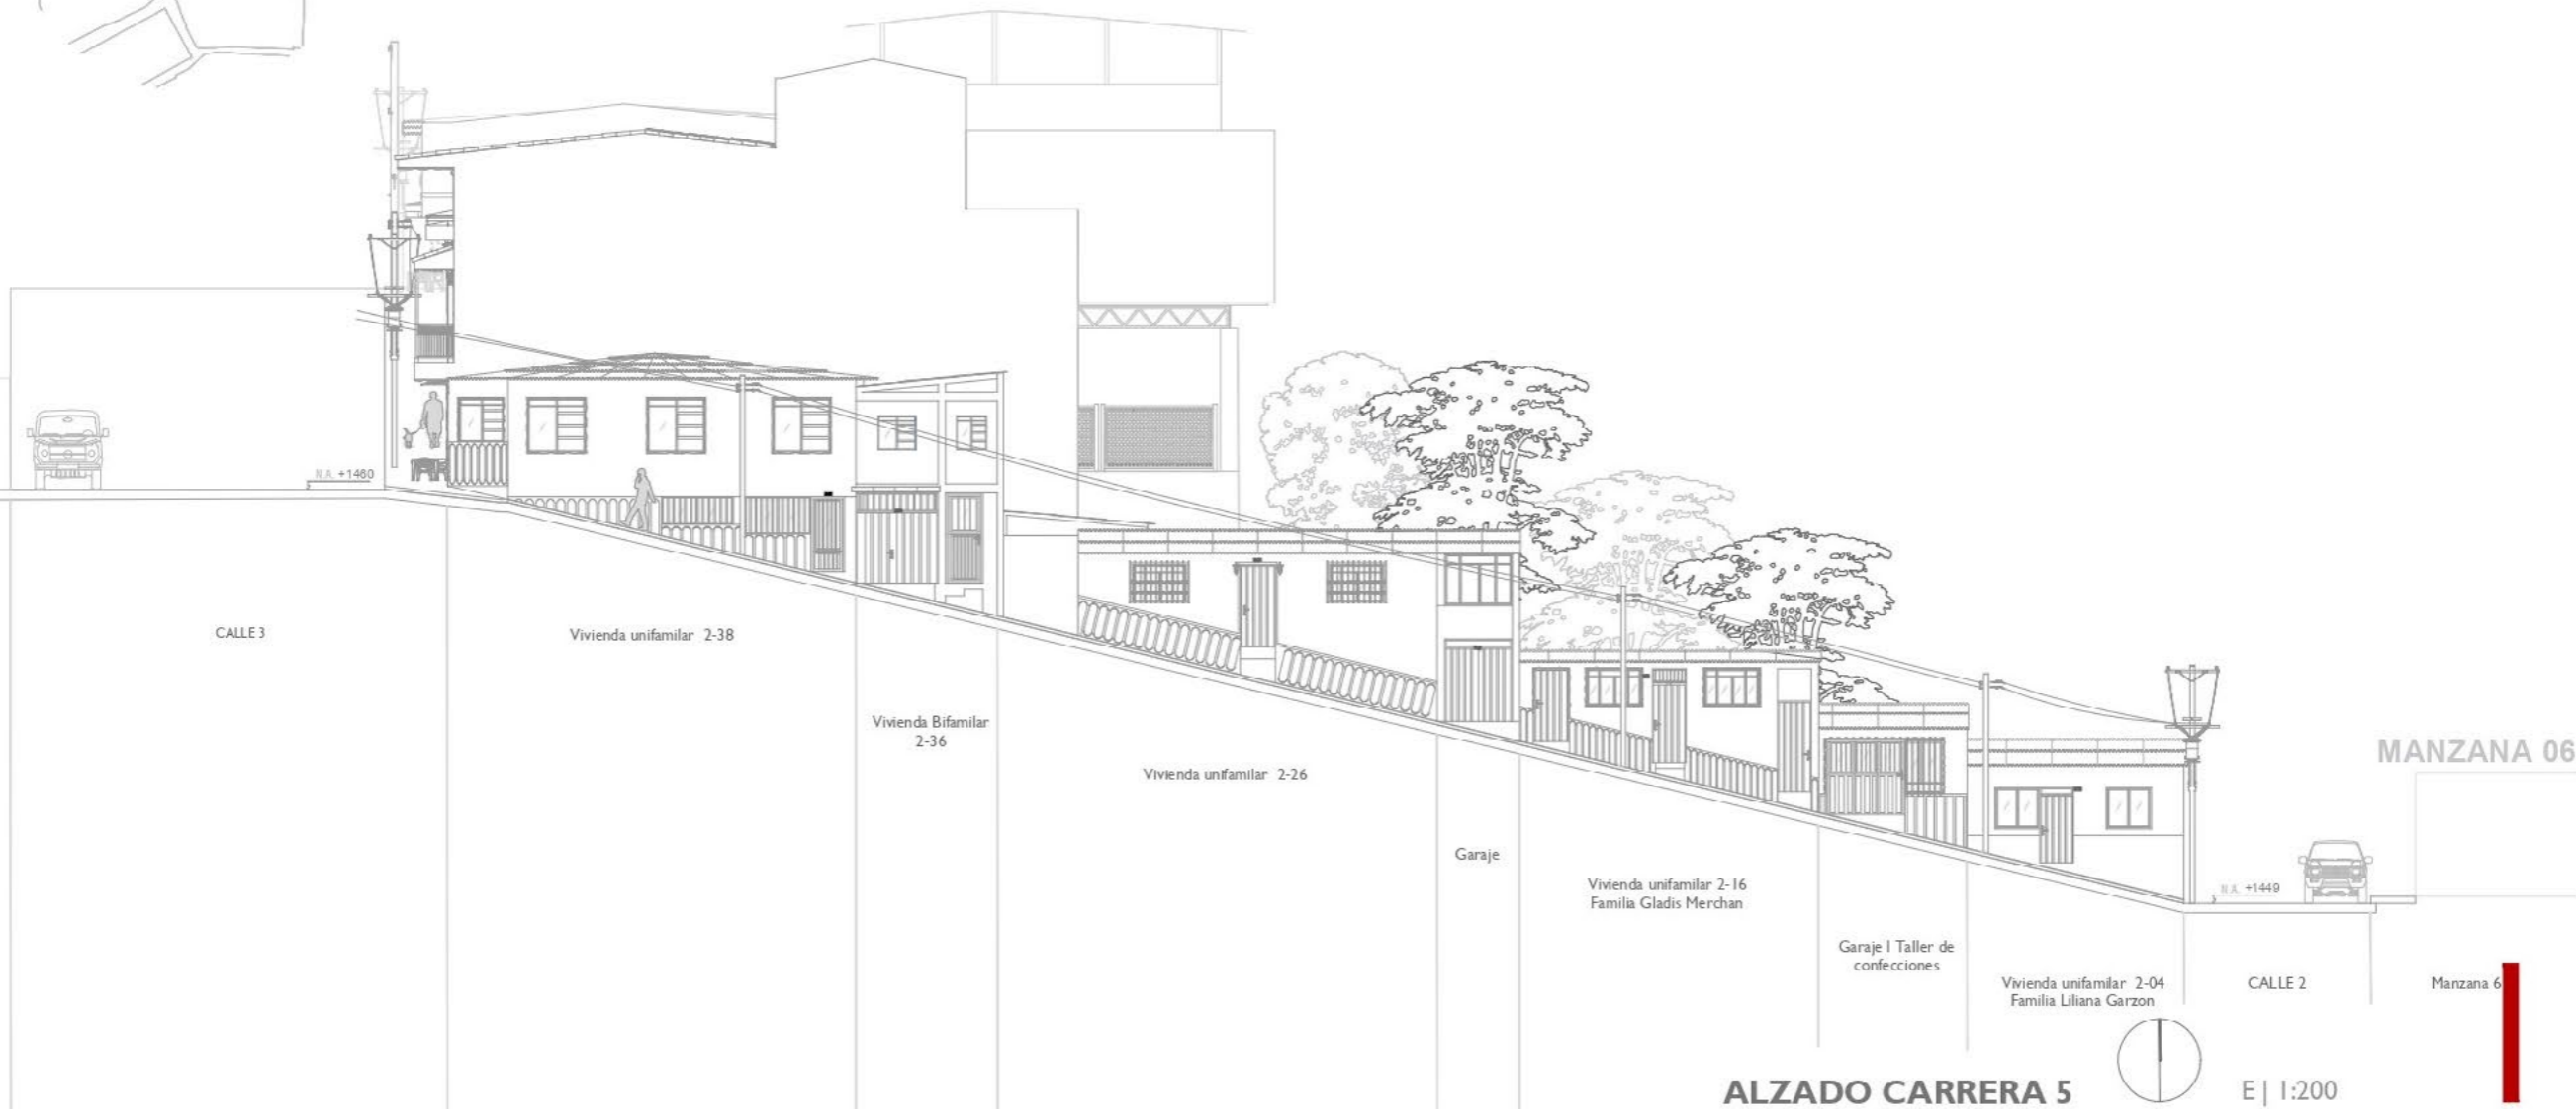 N.A. +1460
CALLE 3
Vivienda unifamilar 2-38
Vivienda Bifamilar
2-36
Vivienda unifamilar 2-26
Garaje
Vivienda unifamilar 2-16
Familia Gladis Merchan
Garaje | Taller de
confecciones
Vivienda unifamilar 2-04
Familia Liliana Garzon
N.A. +1449
CALLE 2
MANZANA 06
Manzana 6
ALZADO CARRERA 5
E | 1:200